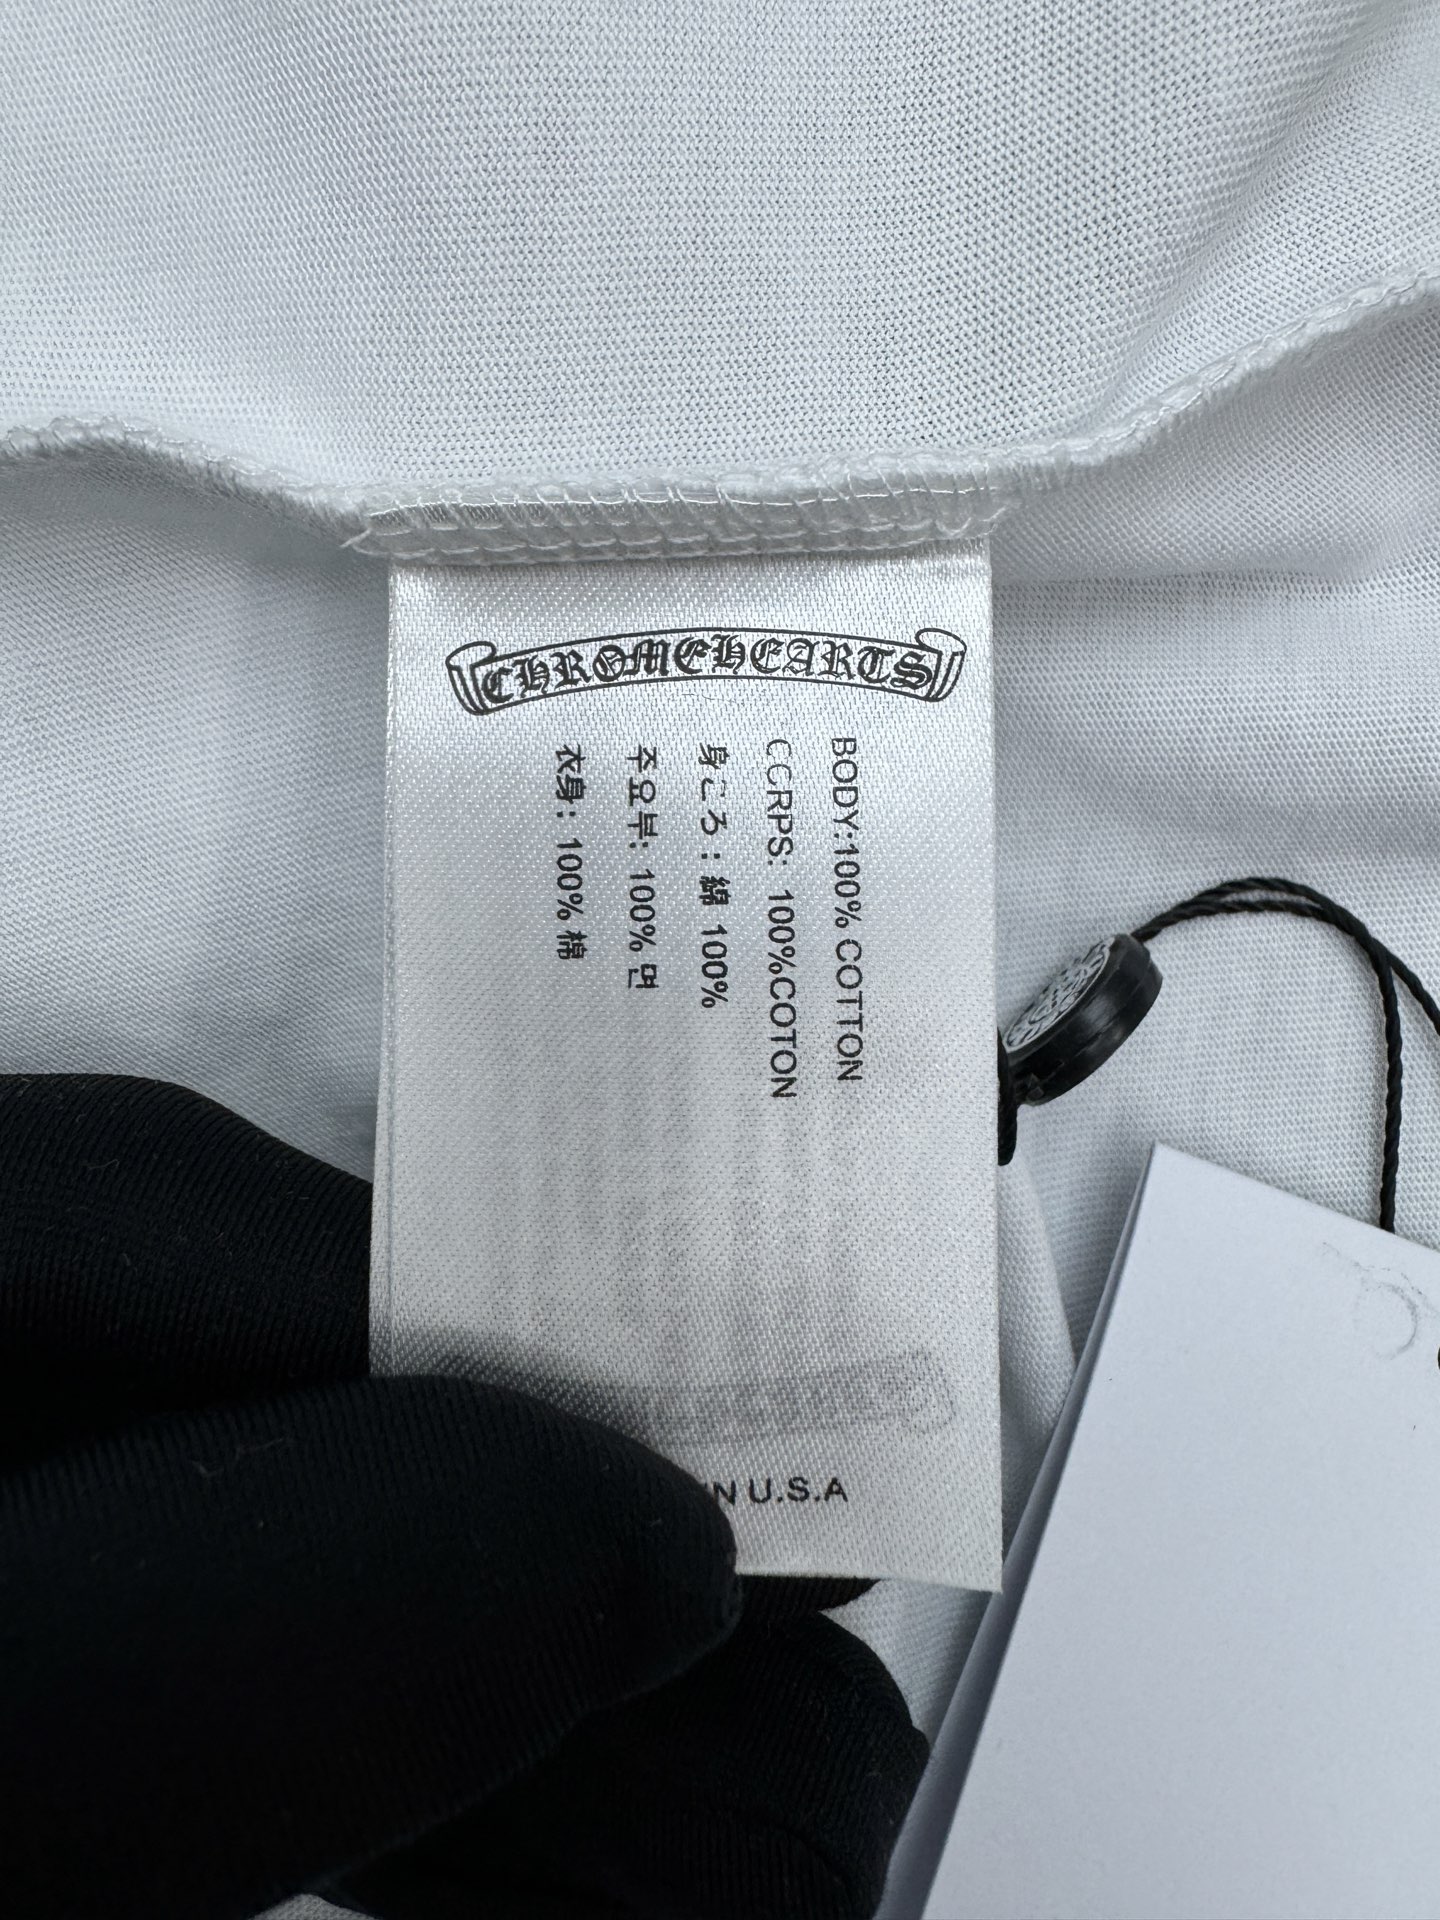 CHROMEHEARTS
BODY:100% COTTON
CCRPS: 100%COTON
身ごろ : 綿 100%
주요부: 100% 면
衣身: 100% 棉
IN U.S.A